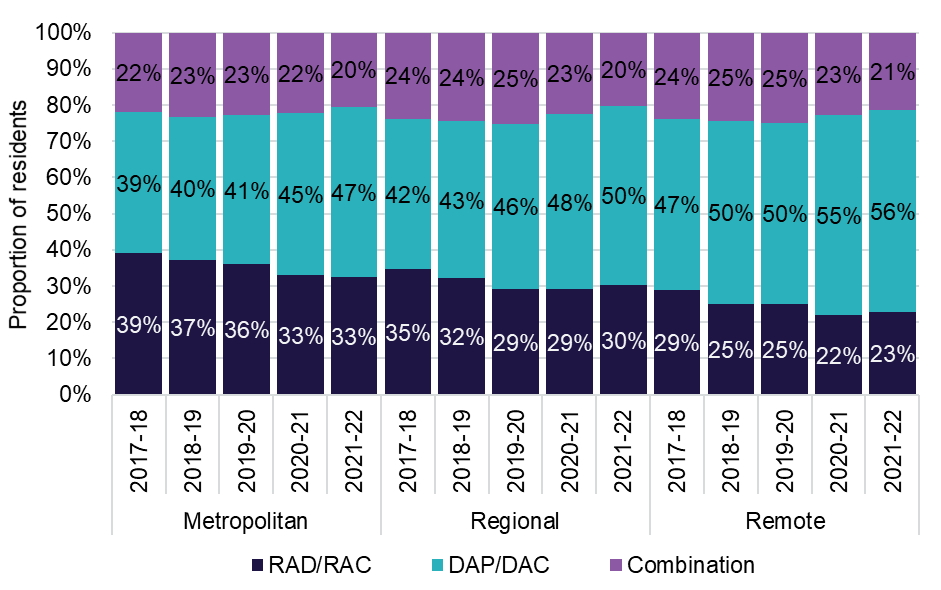 100%
90%
80%
70%
60%
50%
40%
30%
20%
10%
0%
Proportion of residents
22% 23% 23% 22% 20% 24% 24% 25% 23% 20% 24% 25% 25% 23% 21%
39% 40% 41% 45% 47% 42% 43% 46% 48% 50% 47% 50% 50% 55% 56%
39% 37% 36% 33% 33% 35% 32% 29% 29% 30% 29% 25% 25% 22% 23%
2017-18 2018-19 2019-20 2020-21 2021-22 2017-18 2018-19 2019-20 2020-21 2021-22 2017-18 2018-19 2019-20 2020-21 2021-22
Metropolitan Regional Remote
RAD/RAC DAP/DAC Combination